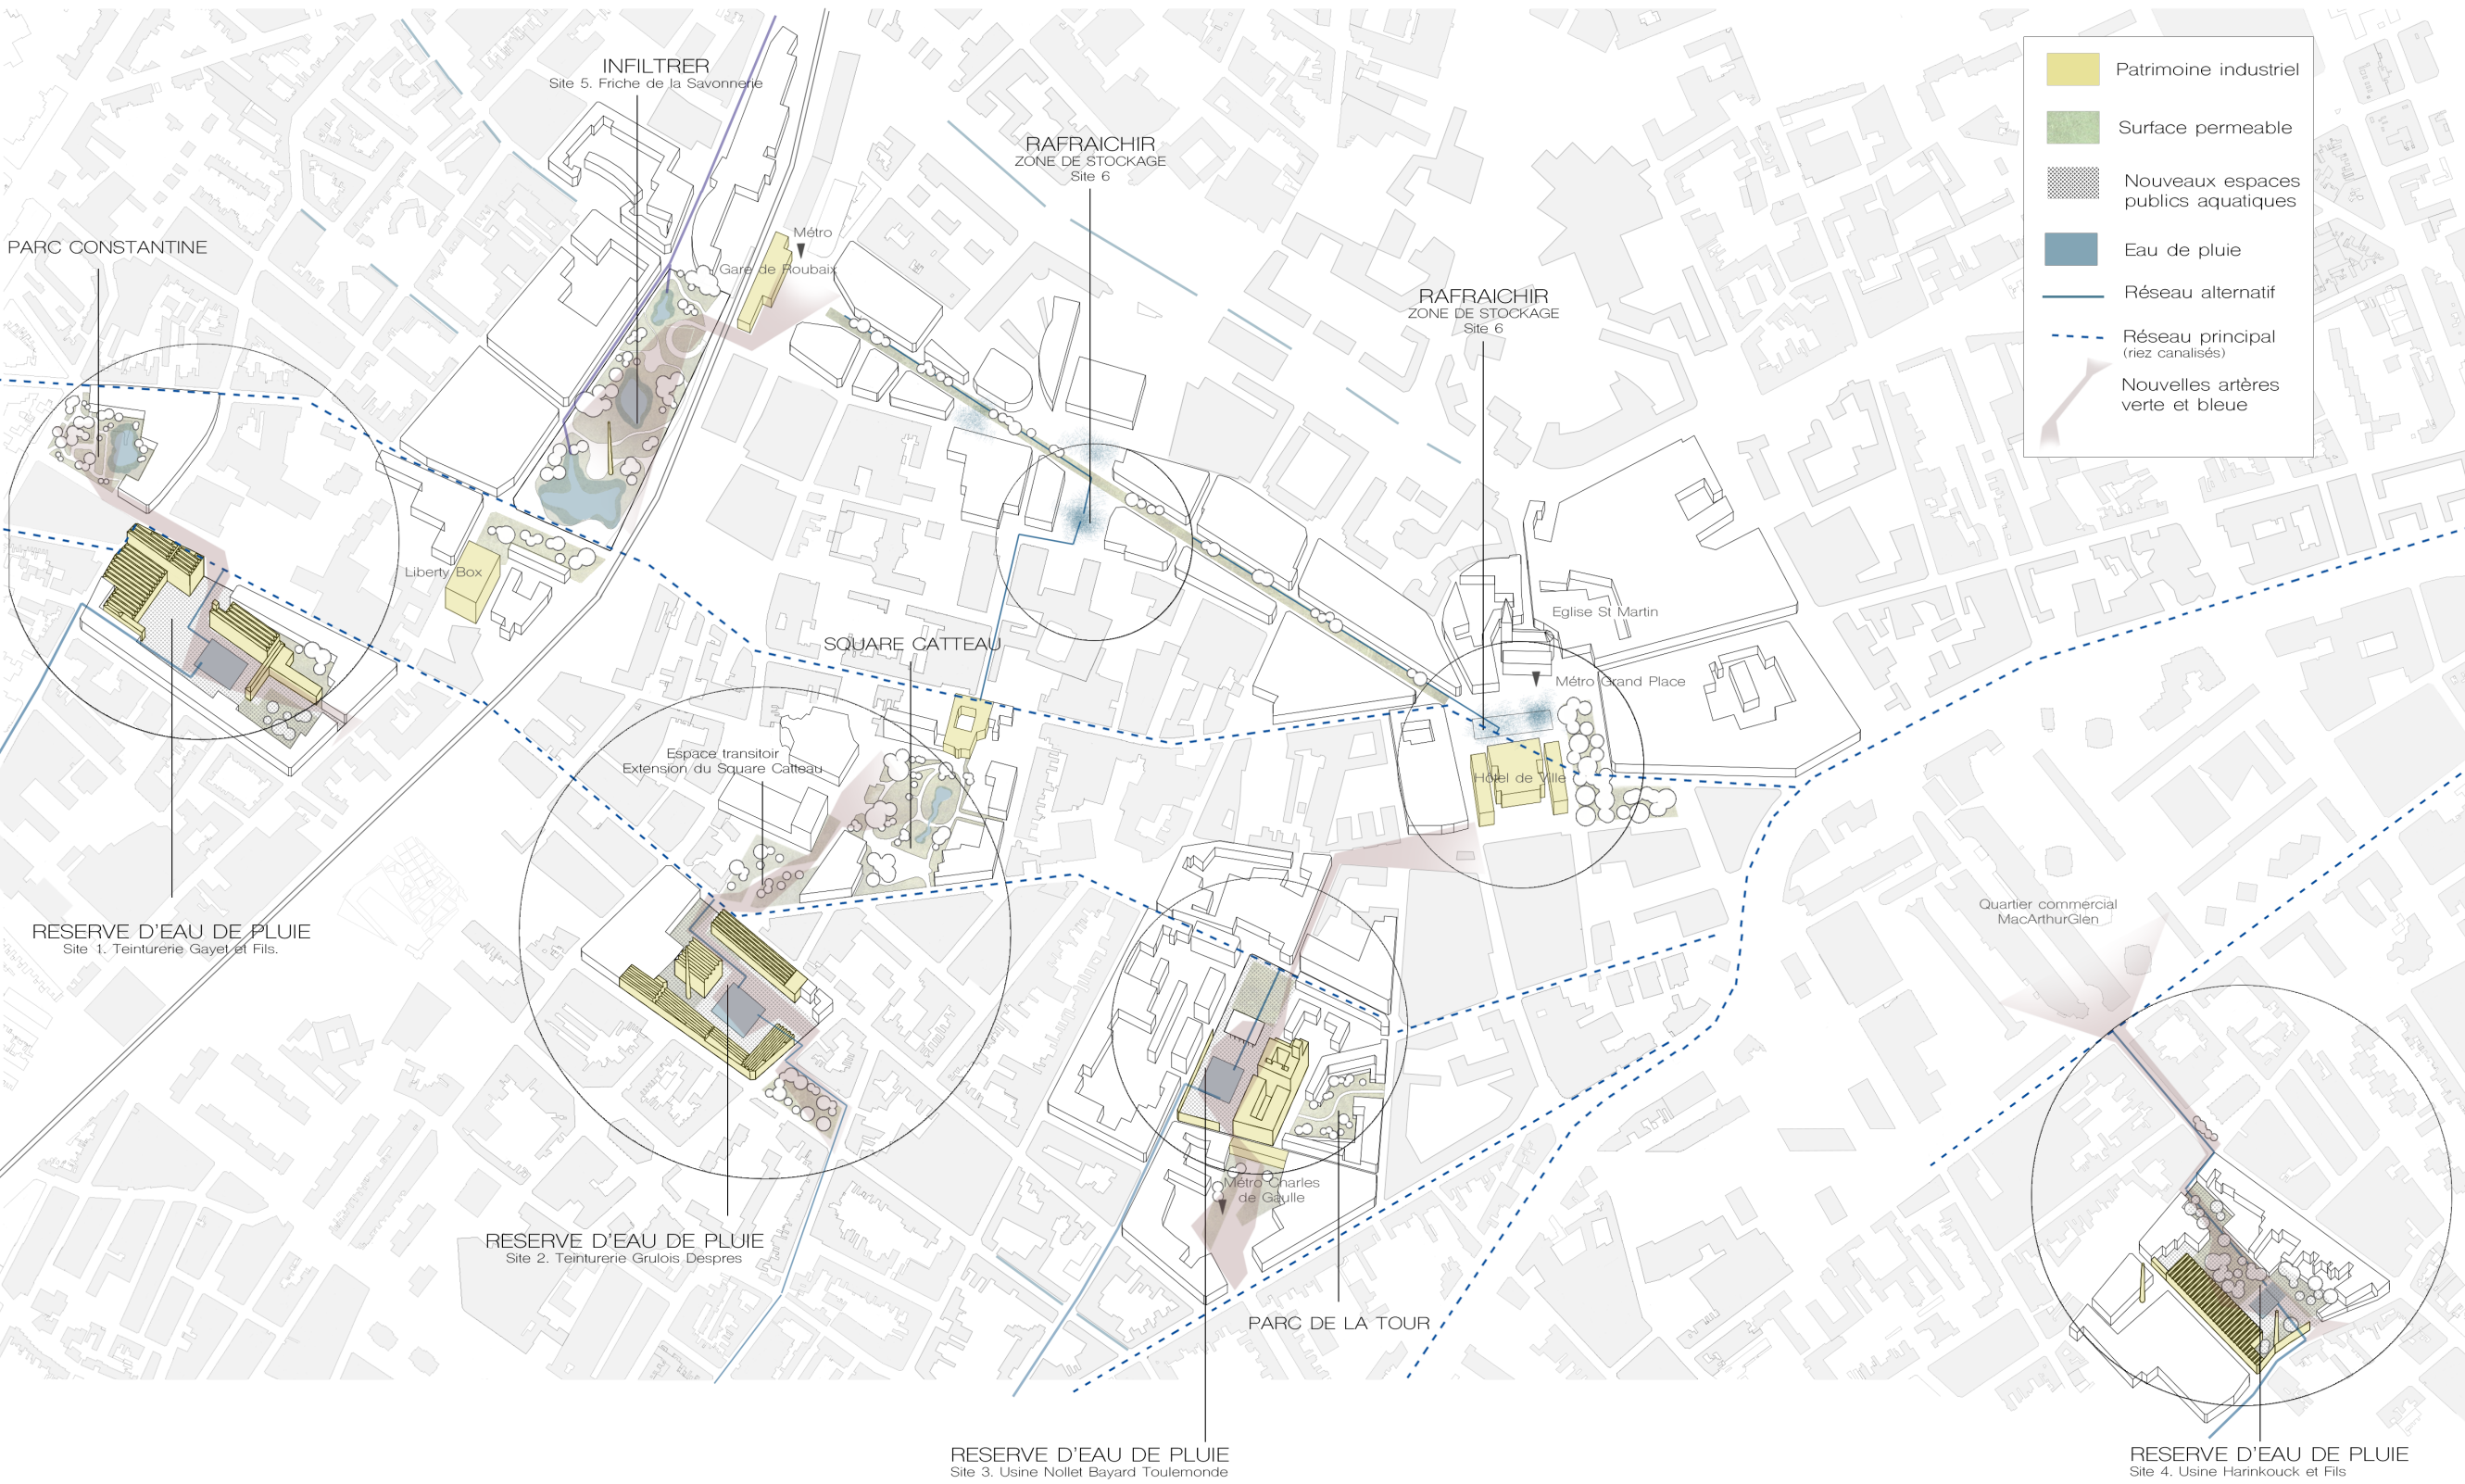 INFILTRER
Site 5. Friche de la Savonnerie
RAFRAICHIR
ZONE DE STOCKAGE
Site 6
PARC CONSTANTINE
Métro
Gare de Roubaix
RAFRAICHIR
ZONE DE STOCKAGE
Site 6
Patrimoine industriel
Surface permeable
Nouveaux espaces
publics aquatiques
Eau de pluie
Réseau alternatif
Réseau principal
(riez canalisés)
Nouvelles artères
verte et bleue
Liberty Box
Eglise St Martin
SQUARE CATTEAU
Métro Grand Place
Espace transitoir
Extension du Square Catteau
Hôtel de Ville
Quartier commercial
MacArthurGlen
RESERVE D'EAU DE PLUIE
Site 1. Teinturerie Gayet et Fils.
Métro Charles
de Gaulle
RESERVE D'EAU DE PLUIE
Site 2. Teinturerie Grulois Despres
PARC DE LA TOUR
RESERVE D'EAU DE PLUIE
Site 3. Usine Nollet Bayard Toulemonde
RESERVE D'EAU DE PLUIE
Site 4. Usine Harinkouck et Fils